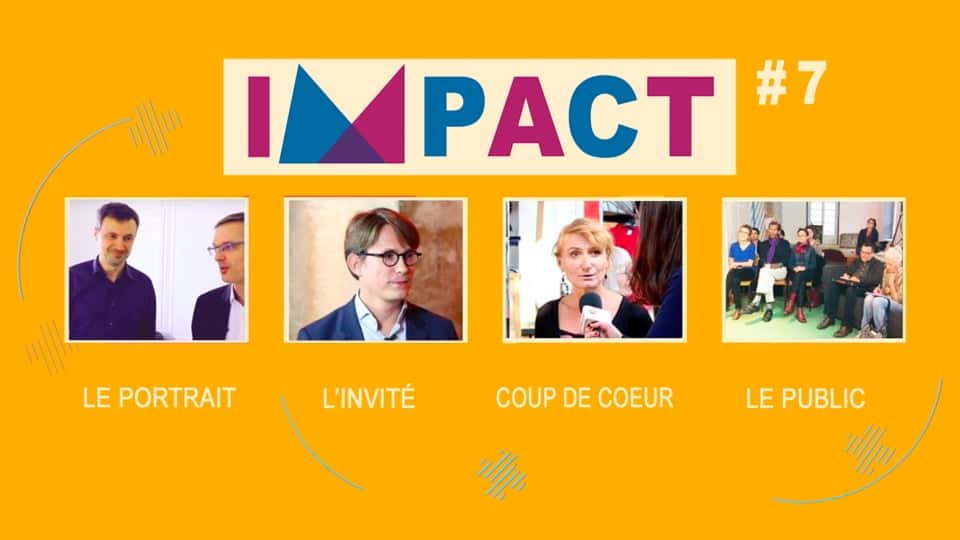 IMPACT
# 7
LE PORTRAIT
L'INVITÉ
COUP DE COEUR
LE PUBLIC